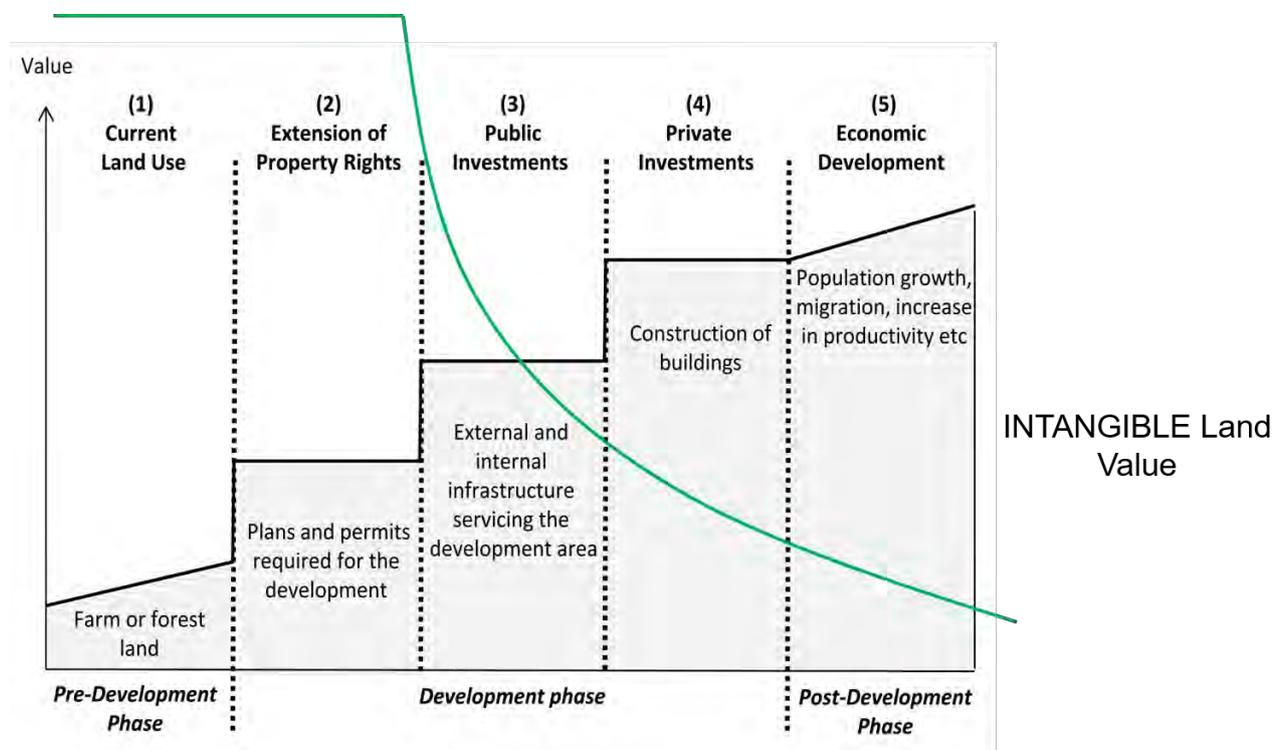 Value
(1)
Current
Land Use
(2)
Extension of
Property Rights
(3)
Public
Investments
(4)
Private
Investments
(5)
Economic
Development
Farm or forest
land
Plans and permits
required for the
development
External and
internal
infrastructure
servicing the
development area
Construction of
buildings
Population growth,
migration, increase
in productivity etc
INTANGIBLE Land
Value
Pre-Development
Phase
Development phase
Post-Development
Phase